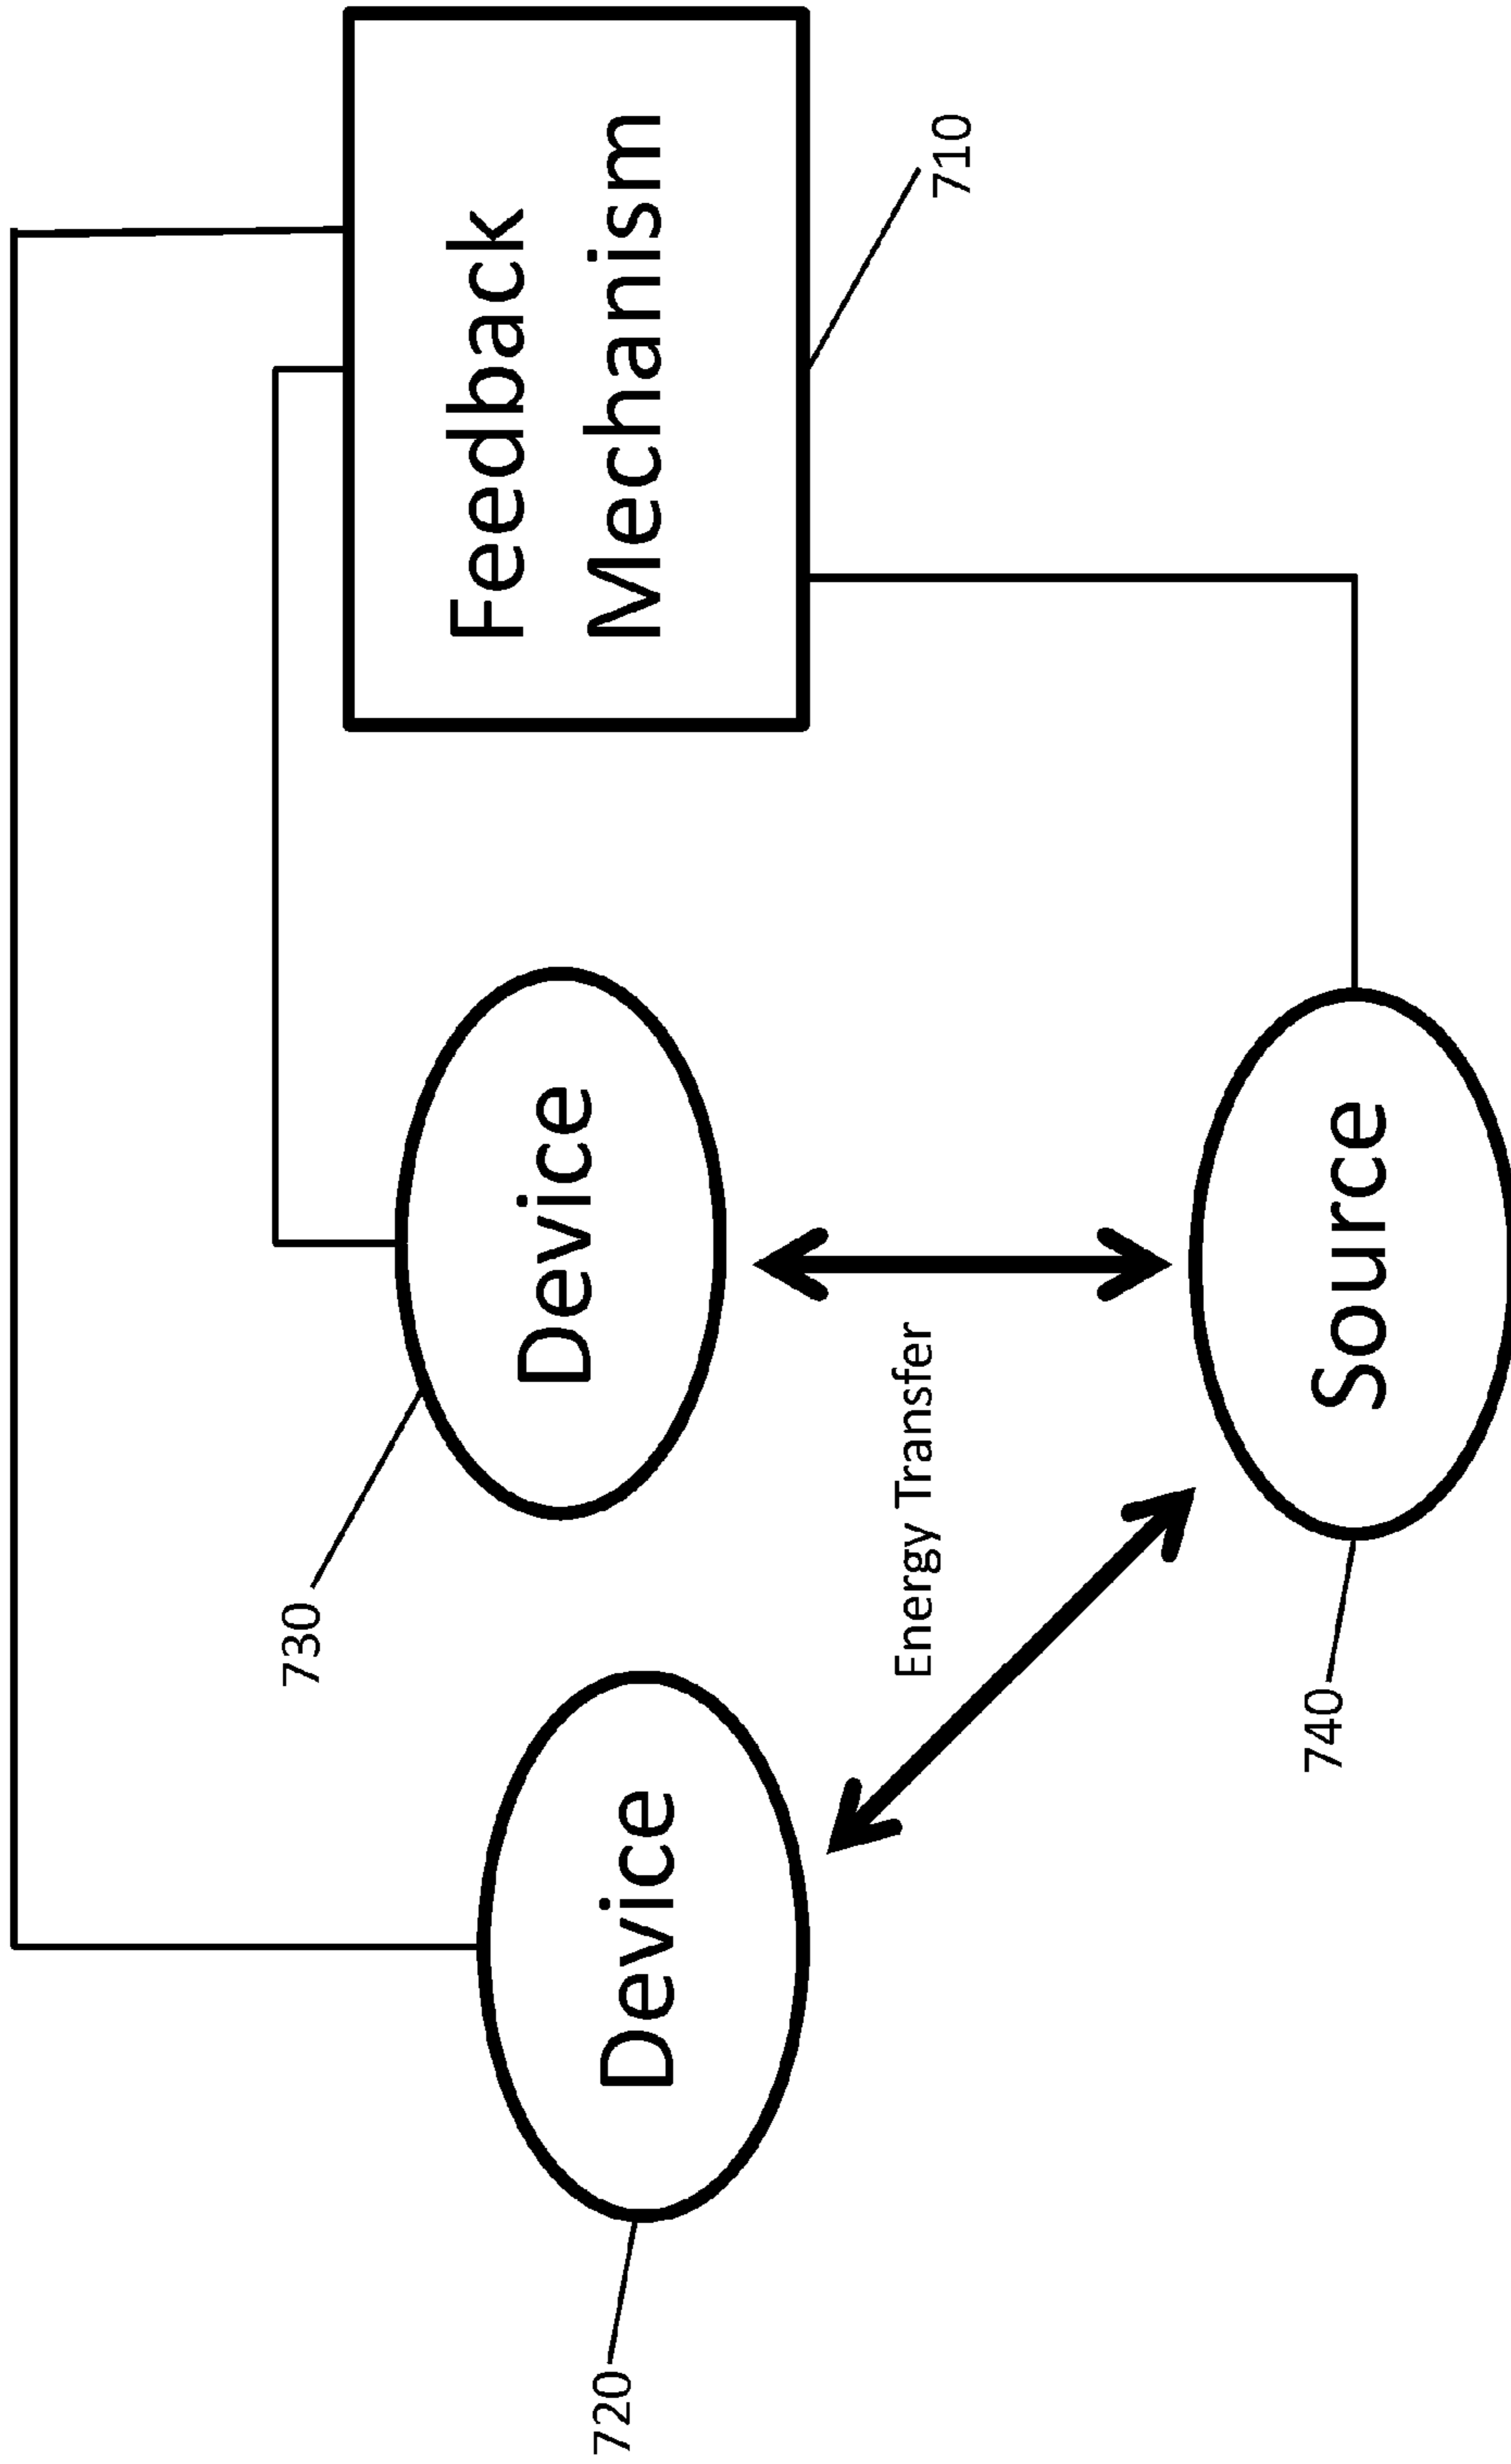 730
720
Device
Device
Feedback
Mechanism
Energy Transfer
710
740
Source